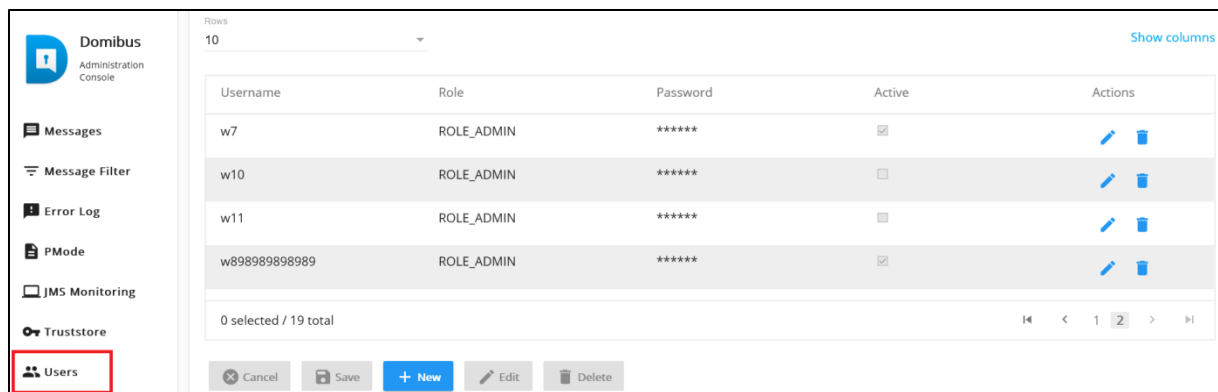 Domibus
Administration
Console
Messages
Message Filter
Error Log
PMode
JMS Monitoring
Truststore
Users
Rows
10
Show columns
Username Role Password Active Actions
w7 ROLE_ADMIN ******
w10 ROLE_ADMIN ******
w11 ROLE_ADMIN ******
w898989898989 ROLE_ADMIN ******
0 selected / 19 total 1 2
Cancel Save + New Edit Delete